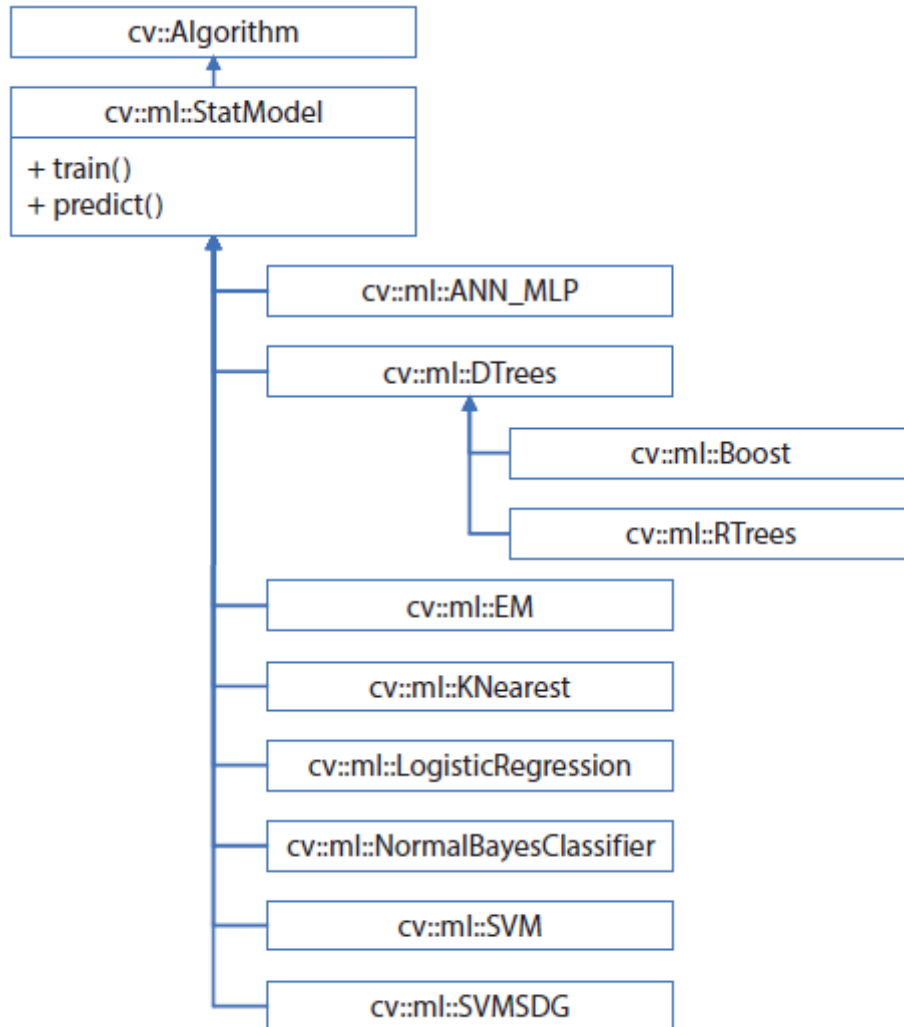 cv::Algorithm
cv::ml::StatModel
+ train()
+ predict()
cv::ml::ANN_MLP
cv::ml::DTrees
cv::ml::Boost
cv::ml::RTrees
cv::ml::EM
cv::ml::KNearest
cv::ml::LogisticRegression
cv::ml::NormalBayesClassifier
cv::ml::SVM
cv::ml::SVMSDG